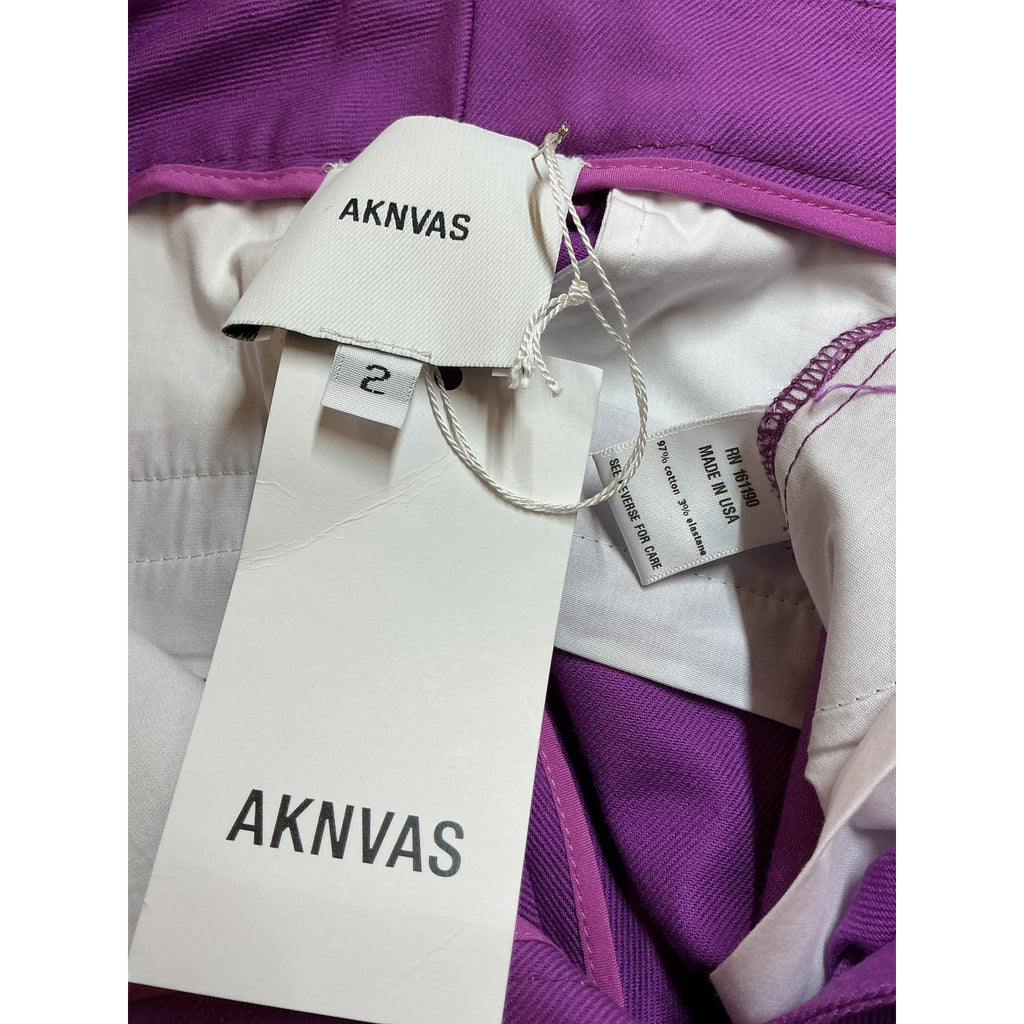 AKNVAS
2
RN 161190
MADE IN USA
97% cotton 3% elastane
SEE REVERSE FOR CARE
AKNVAS